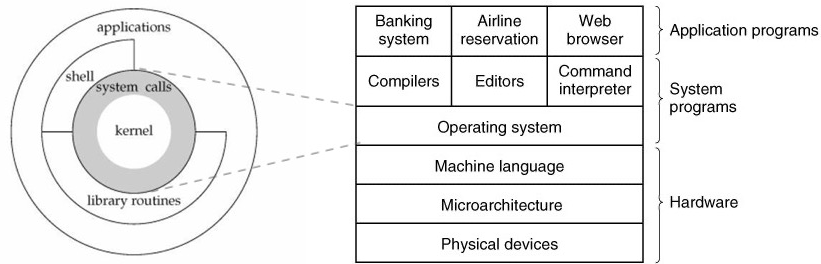 applications
shell
system calls
kernel
library routines
Banking
system
Airline
reservation
Web
browser
Application programs
Compilers
Editors
Command
interpreter
System
programs
Operating system
Machine language
Microarchitecture
Physical devices
Hardware